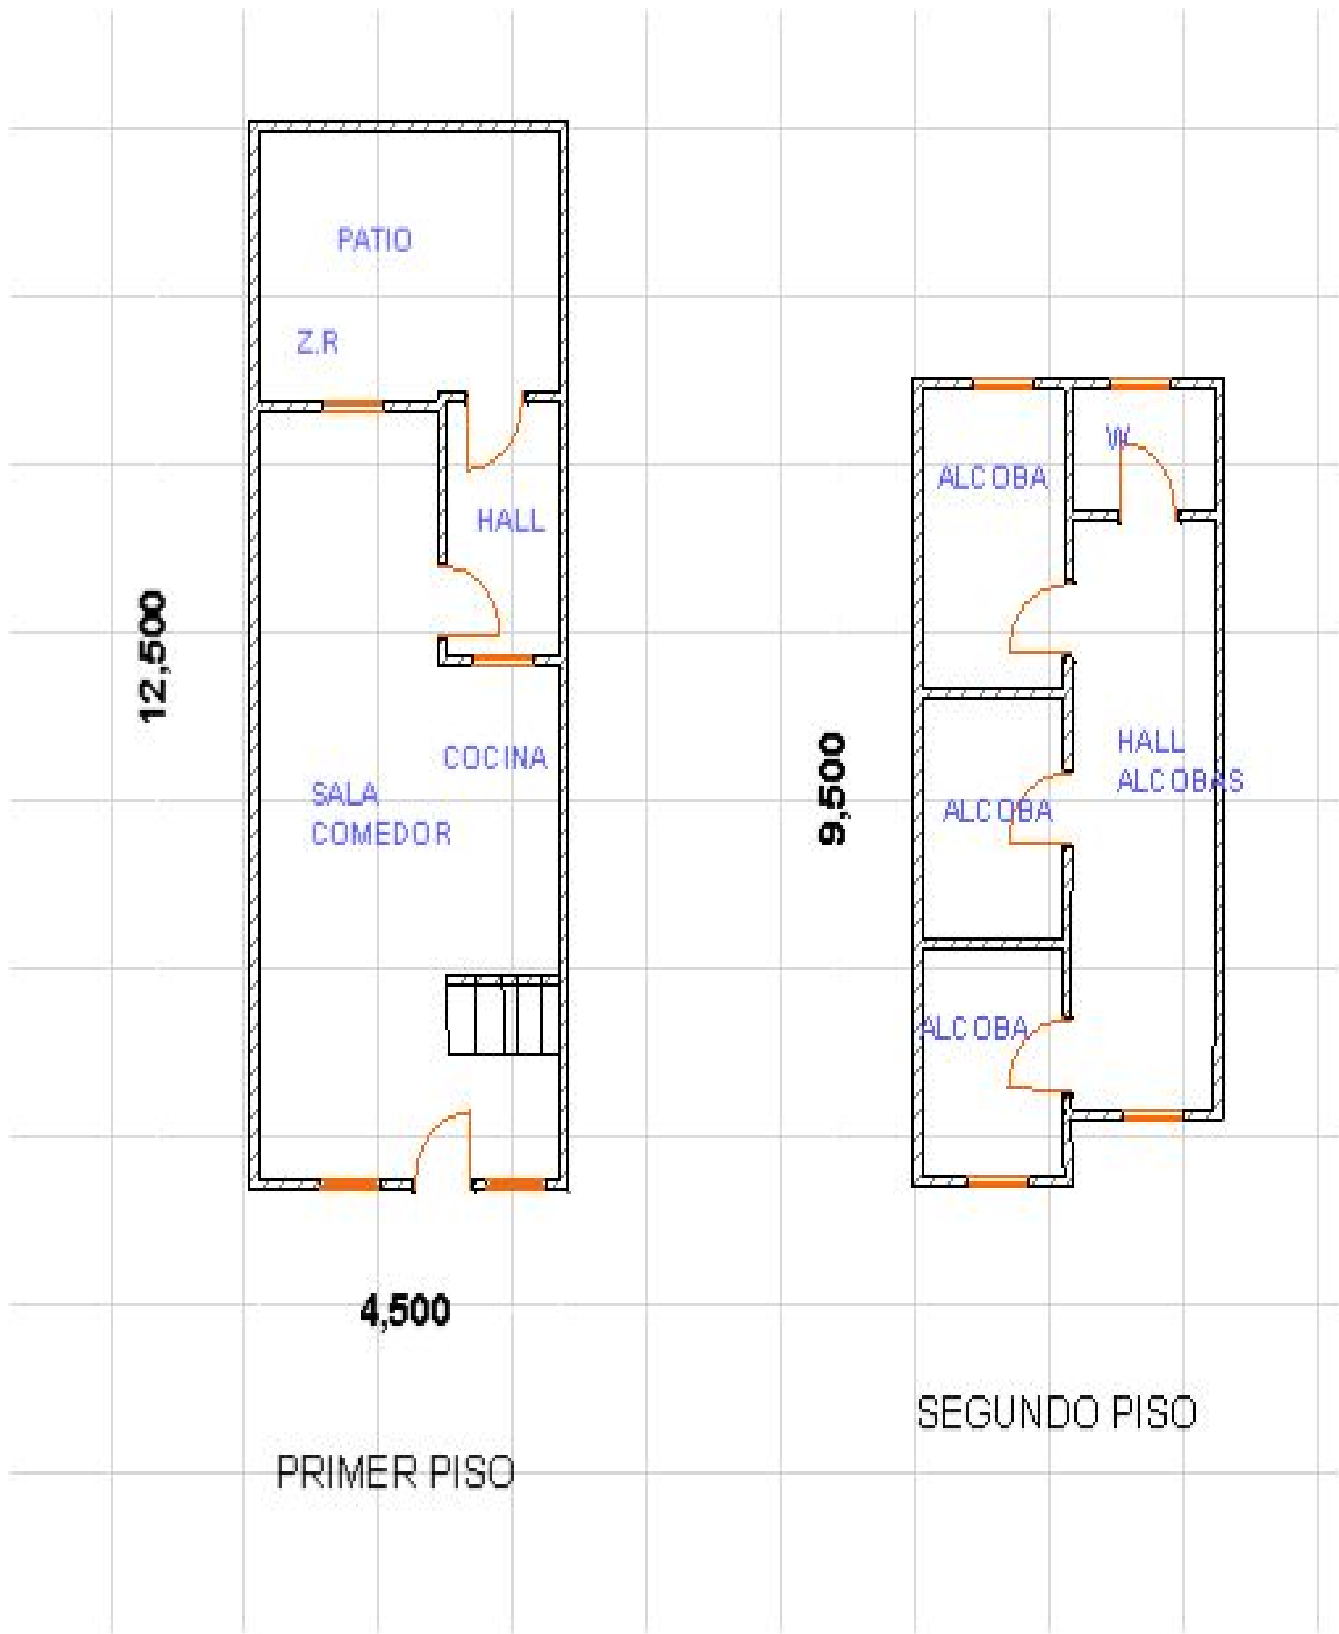 PATIO
Z.R
HALL
12,500
COCINA
SALA
COMEDOR
4,500
PRIMER PISO
W
ALCOBA
HALL
ALCOBAS
ALCOBA
9,500
ALCOBA
SEGUNDO PISO